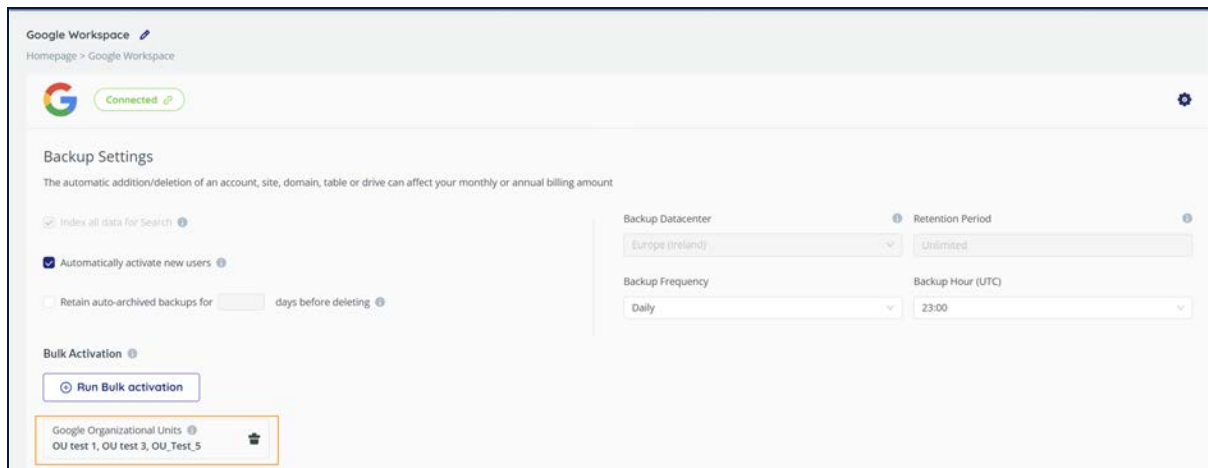 Google Workspace
Homepage > Google Workspace
Connected
Backup Settings
The automatic addition/deletion of an account, site, domain, table or drive can affect your monthly or annual billing amount
Index all data for Search
Automatically activate new users
Retain auto-archived backups for days before deleting
Backup Datacenter
Retention Period
Europe (Ireland)
Unlimited
Backup Frequency
Backup Hour (UTC)
Daily
23:00
Bulk Activation
Run Bulk activation
Google Organizational Units
OU test 1, OU test 3, OU_Test_5